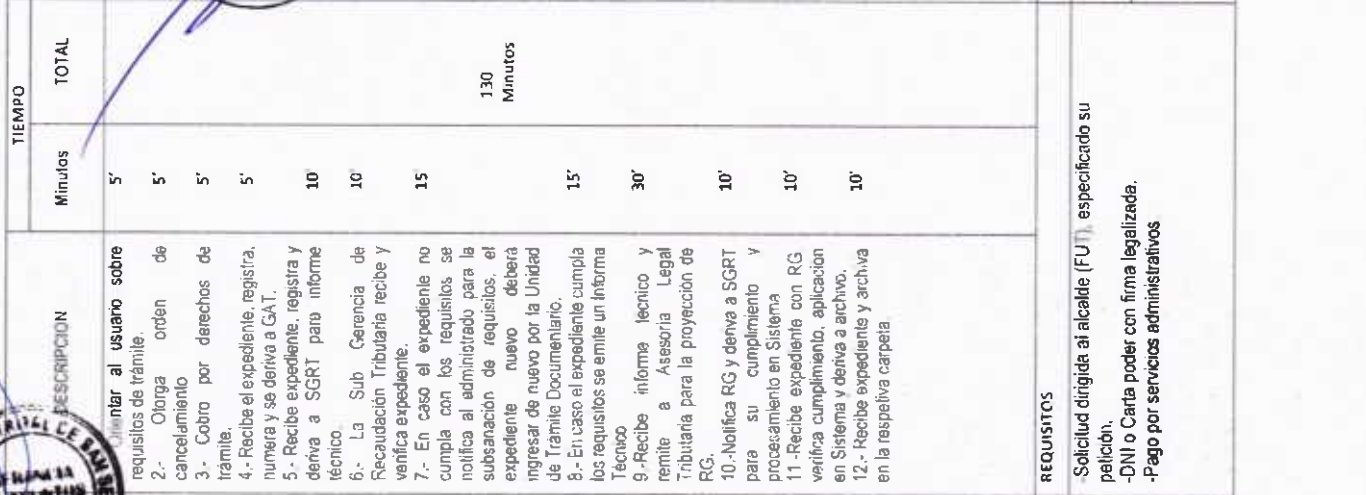 TIEMPO
DESCRIPCION
Minutos
TOTAL
al usuario sobre
requisitos de trámite.
5'
2.- Otorga orden de
cancelamiento
5'
3.- Cobro por derechos de
trámite.
5'
4.- Recibe el expediente, registra,
numera y se deriva a GAT.
5'
5.- Recibe expediente, registra y
deriva a SGRT para informe
técnico
10'
6.- La Sub Gerencia de
Recaudación Tributaria recibe y
verifica expediente.
10'
7.- En caso el expediente no
cumpla con los requisitos se
notifica al administrado para la
subsanación de requisitos, el
expediente nuevo deberá
ingresar de nuevo por la Unidad
de Trámite Documentario.
15'
130
Minutos
8.- En caso el expediente cumpla
los requisitos se emite un Informa
Técnico
15'
9.-Recibe informe técnico y
remite a Asesoria Legal
Tributaria para la proyección de
RG.
30'
10.-Notifica RG y deriva a SGRT
para su cumplimiento y
procesamiento en Sistema
10'
11.-Recibe expediente con RG
verifica cumplimiento, aplicación
en Sistema y deriva a archivo.
10'
12.- Recibe expediente y archiva
en la respetiva carpeta.
10'
REQUISITOS
-Solicitud dirigida al alcalde (FUT), especificado su
petición.
-DNI o Carta poder con firma legalizada.
-Pago por servicios administrativos